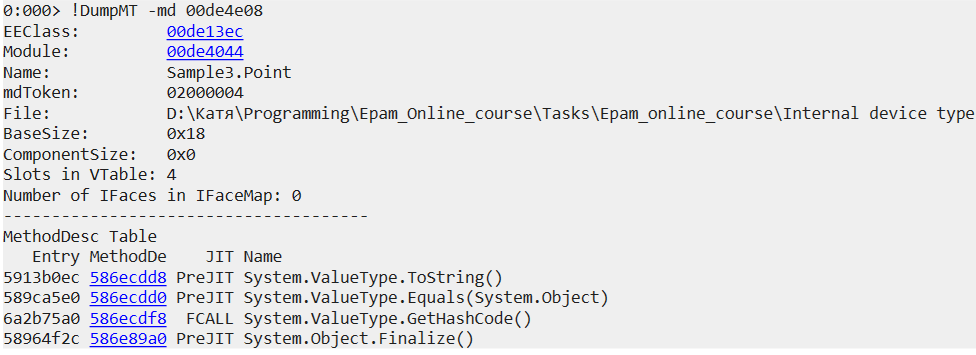 0:000> !DumpMT -md 00de4e08
EEClass: 00de13ec
Module: 00de4044
Name: Sample3.Point
mdToken: 02000004
File: D:\Катя\Programming\Epam_Online_course\Tasks\Epam_online_course\Internal device type
BaseSize: 0x18
ComponentSize: 0x0
Slots in VTable: 4
Number of IFaces in IFaceMap: 0
--------------------------------------
MethodDesc Table
Entry MethodDe JIT Name
5913b0ec 586ecdd8 PreJIT System.ValueType.ToString()
589ca5e0 586ecdd0 PreJIT System.ValueType.Equals(System.Object)
6a2b75a0 586ecdf8 FCALL System.ValueType.GetHashCode()
58964f2c 586e89a0 PreJIT System.Object.Finalize()